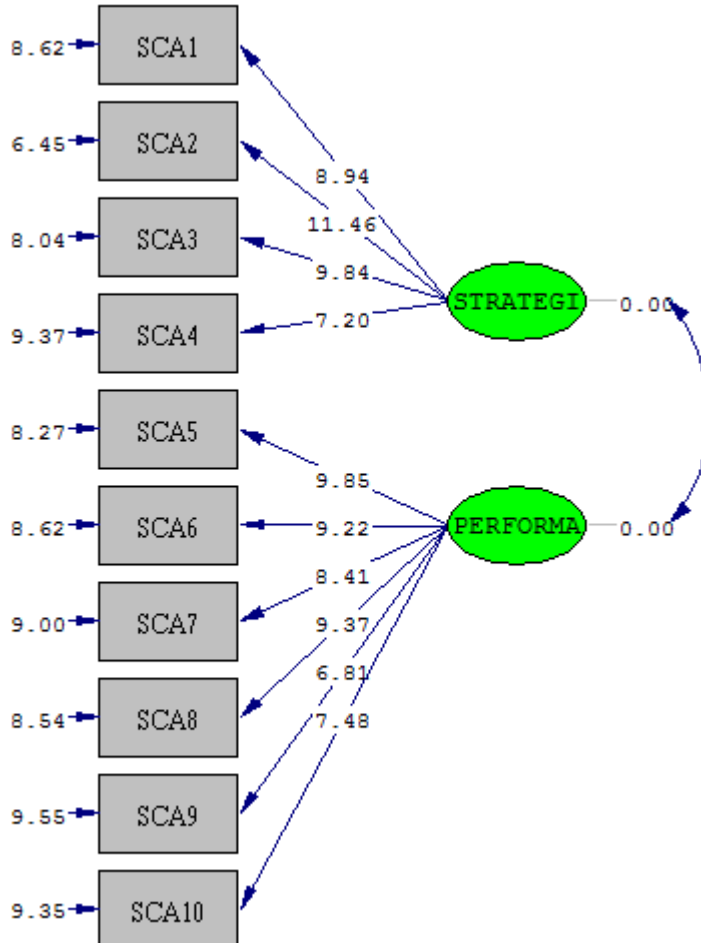 8.62 SCA1
8.94
6.45 SCA2
11.46
8.04 SCA3
9.84
STRATEGI 0.00
9.37 SCA4
7.20
8.27 SCA5
9.85
8.62 SCA6
9.22
PERFORMA 0.00
8.41
9.00 SCA7
9.37
6.81
8.54 SCA8
7.48
9.55 SCA9
9.35 SCA10